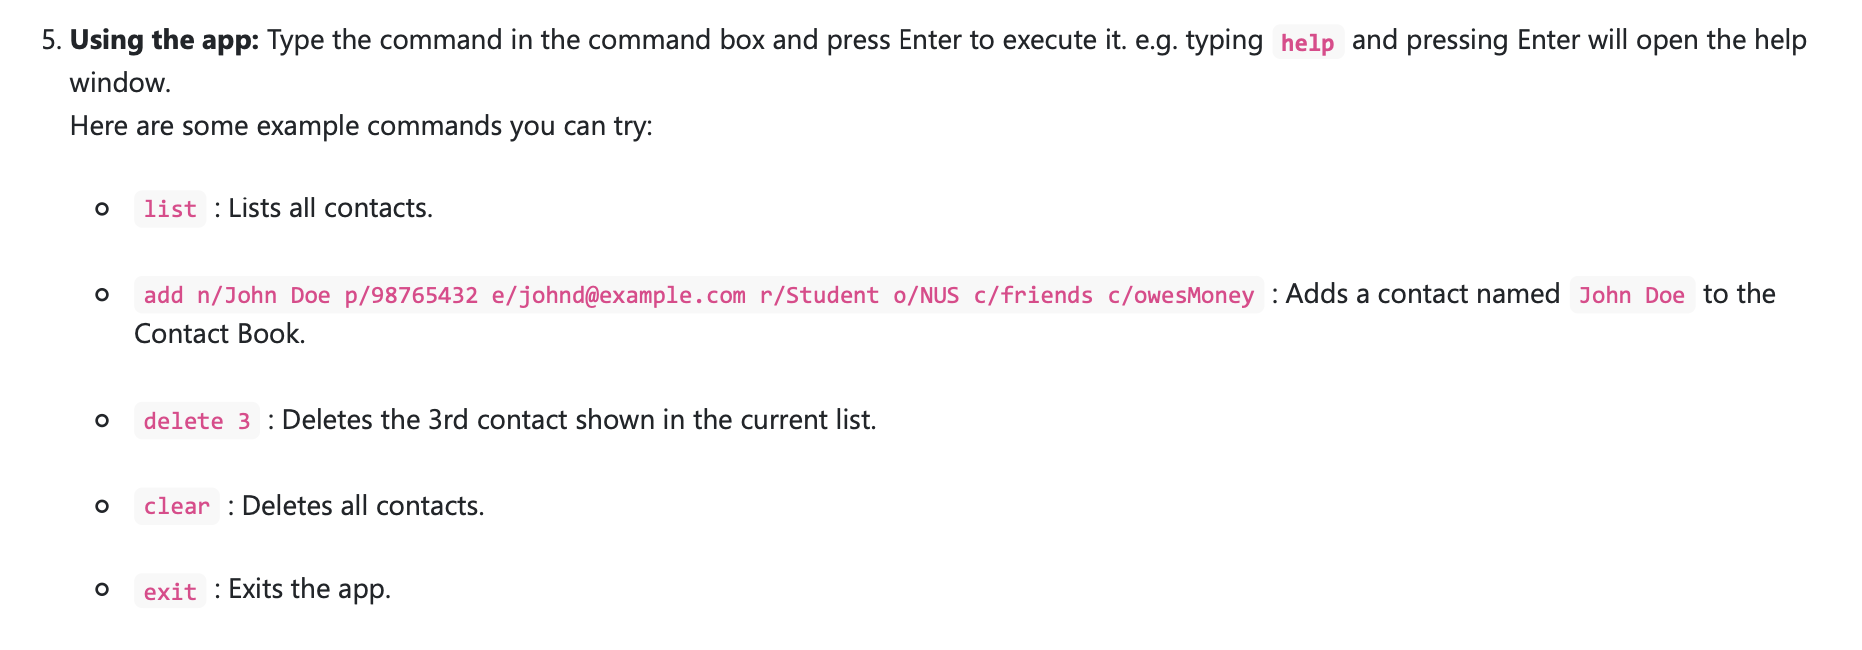 5. Using the app: Type the command in the command box and press Enter to execute it. e.g. typing help and pressing Enter will open the help
window.
Here are some example commands you can try:
list : Lists all contacts.
add n/John Doe p/98765432 e/johnd@example.com r/Student o/NUS c/friends c/owesMoney : Adds a contact named John Doe to the
Contact Book.
delete 3 : Deletes the 3rd contact shown in the current list.
clear : Deletes all contacts.
exit : Exits the app.